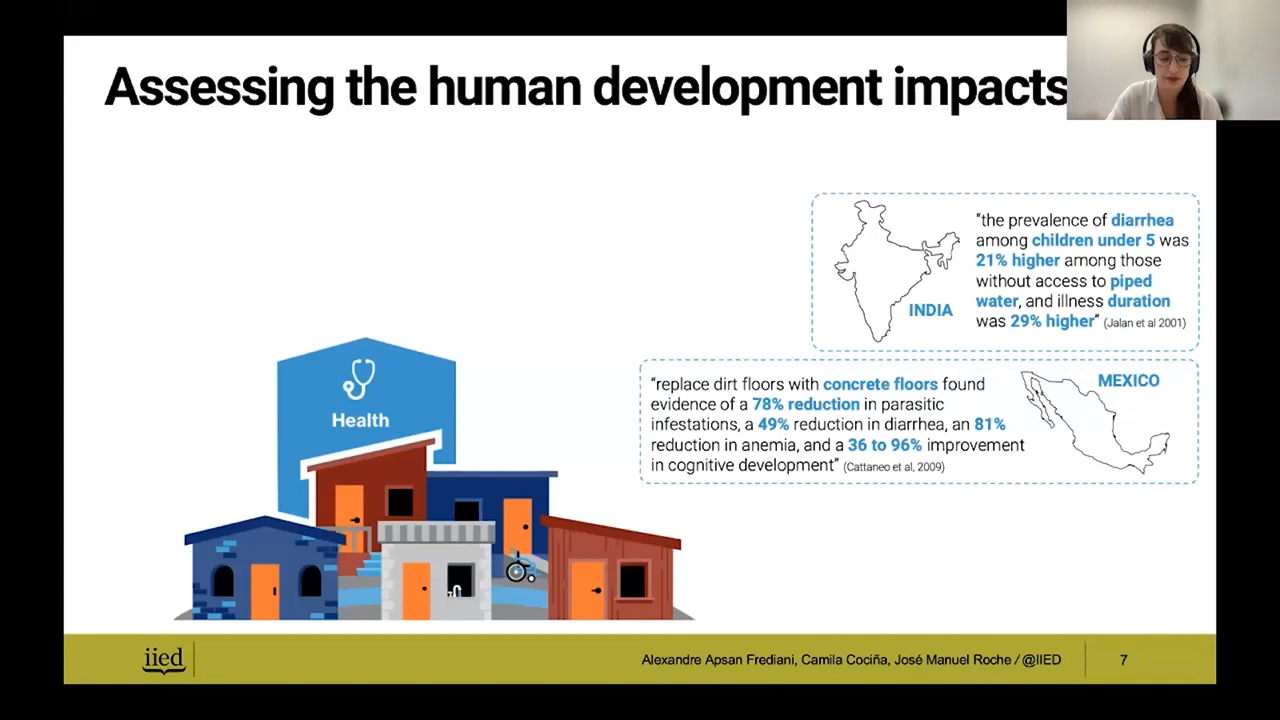 Assessing the human development impacts
“the prevalence of diarrhea
among children under 5 was
21% higher among those
without access to piped
water, and illness duration
was 29% higher” (Jalan et al 2001)
INDIA
“replace dirt floors with concrete floors found
evidence of a 78% reduction in parasitic
infestations, a 49% reduction in diarrhea, an 81%
reduction in anemia, and a 36 to 96% improvement
in cognitive development” (Cattaneo et al, 2009)
MEXICO
Health
iied
Alexandre Apsan Frediani, Camila Cociña, José Manuel Roche / @IIED
7